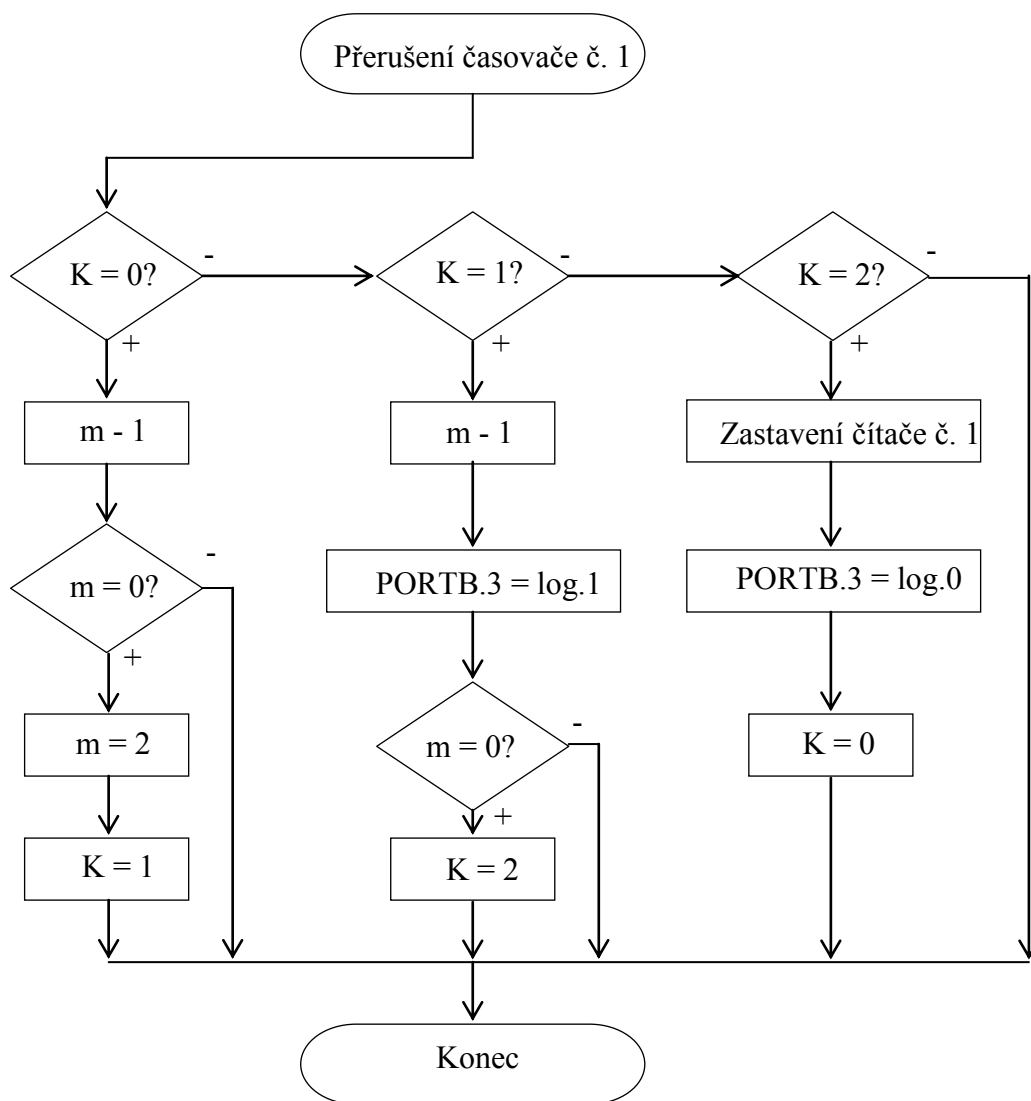 Přerušení časovače č. 1
K = 0?
-
+
K = 1?
-
+
K = 2?
-
+
m - 1
m - 1
Zastavení čítače č. 1
m = 0?
-
+
PORTB.3 = log.1
PORTB.3 = log.0
m = 2
m = 0?
-
+
K = 0
K = 1
K = 2
Konec